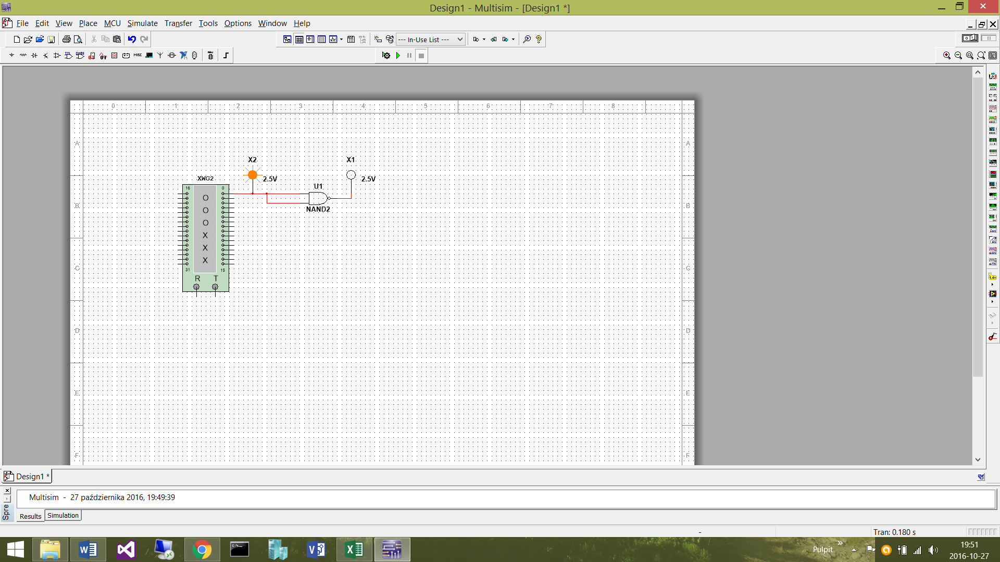 Design1 - Multisim - [Design1 *]
File Edit View Place MCU Simulate Transfer Tools Options Window Help
--- In-Use List ---
MISC
0 1 2 3 4 5 6 7 8
A A
X2 X1
XWG2 2.5V 2.5V
U1
16 0
B B
NAND2
O
O
O
X
X
X
C C
31 15
R T
D D
E E
F F
Design1 *
Multisim - 27 października 2016, 19:49:39
Spre
Results Simulation
- Tran: 0.180 s
Pulpit
19:51
2016-10-27